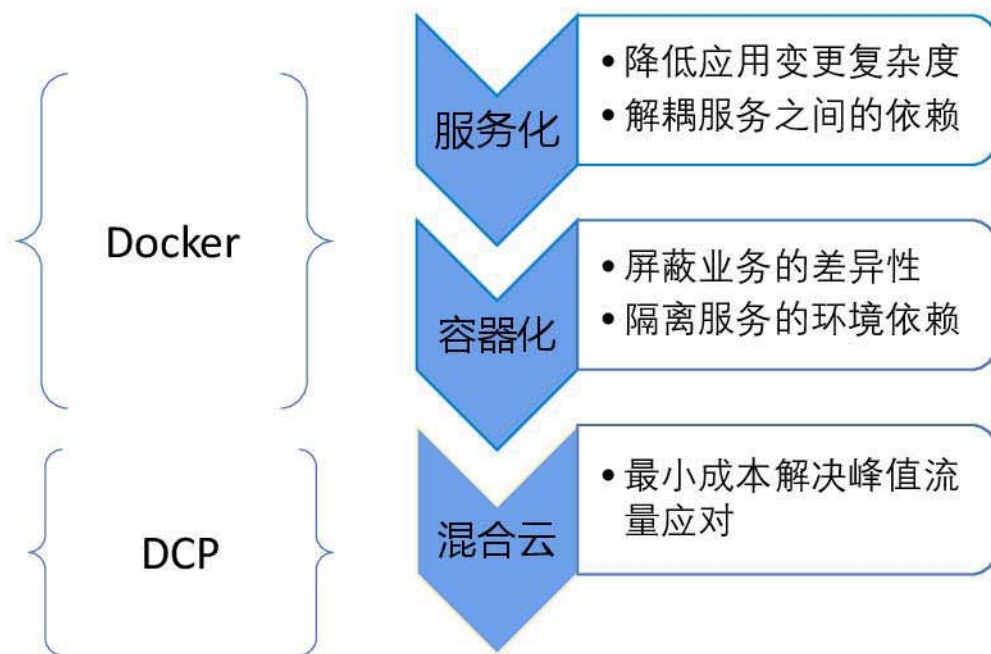 Docker
服务化
• 降低应用变更复杂度
• 解耦服务之间的依赖
容器化
• 屏蔽业务的差异性
• 隔离服务的环境依赖
DCP
混合云
• 最小成本解决峰值流
量应对